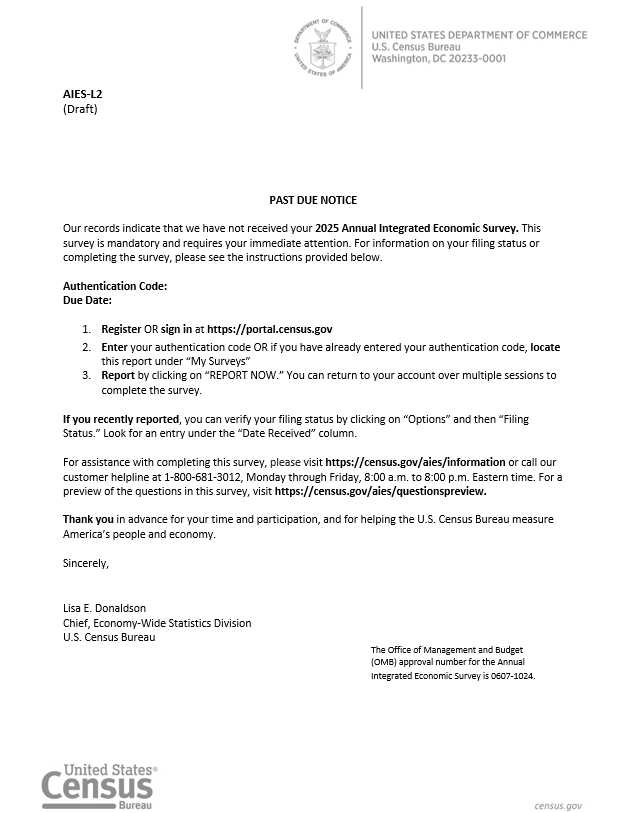 UNITED STATES DEPARTMENT OF COMMERCE
U.S. Census Bureau
Washington, DC 20233-0001
DEPARTMENT OF COMMERCE
UNITED STATES OF AMERICA
AIES-L2
(Draft)
PAST DUE NOTICE
Our records indicate that we have not received your 2025 Annual Integrated Economic Survey. This
survey is mandatory and requires your immediate attention. For information on your filing status or
completing the survey, please see the instructions provided below.
Authentication Code:
Due Date:
1. Register OR sign in at https://portal.census.gov
2. Enter your authentication code OR if you have already entered your authentication code, locate
this report under “My Surveys”
3. Report by clicking on “REPORT NOW.” You can return to your account over multiple sessions to
complete the survey.
If you recently reported, you can verify your filing status by clicking on “Options” and then “Filing
Status.” Look for an entry under the “Date Received” column.
For assistance with completing this survey, please visit https://census.gov/aies/information or call our
customer helpline at 1-800-681-3012, Monday through Friday, 8:00 a.m. to 8:00 p.m. Eastern time. For a
preview of the questions in this survey, visit https://census.gov/aies/questionspreview.
Thank you in advance for your time and participation, and for helping the U.S. Census Bureau measure
America’s people and economy.
Sincerely,
Lisa E. Donaldson
Chief, Economy-Wide Statistics Division
U.S. Census Bureau
The Office of Management and Budget
(OMB) approval number for the Annual
Integrated Economic Survey is 0607-1024.
United States®
Census
Bureau
census.gov